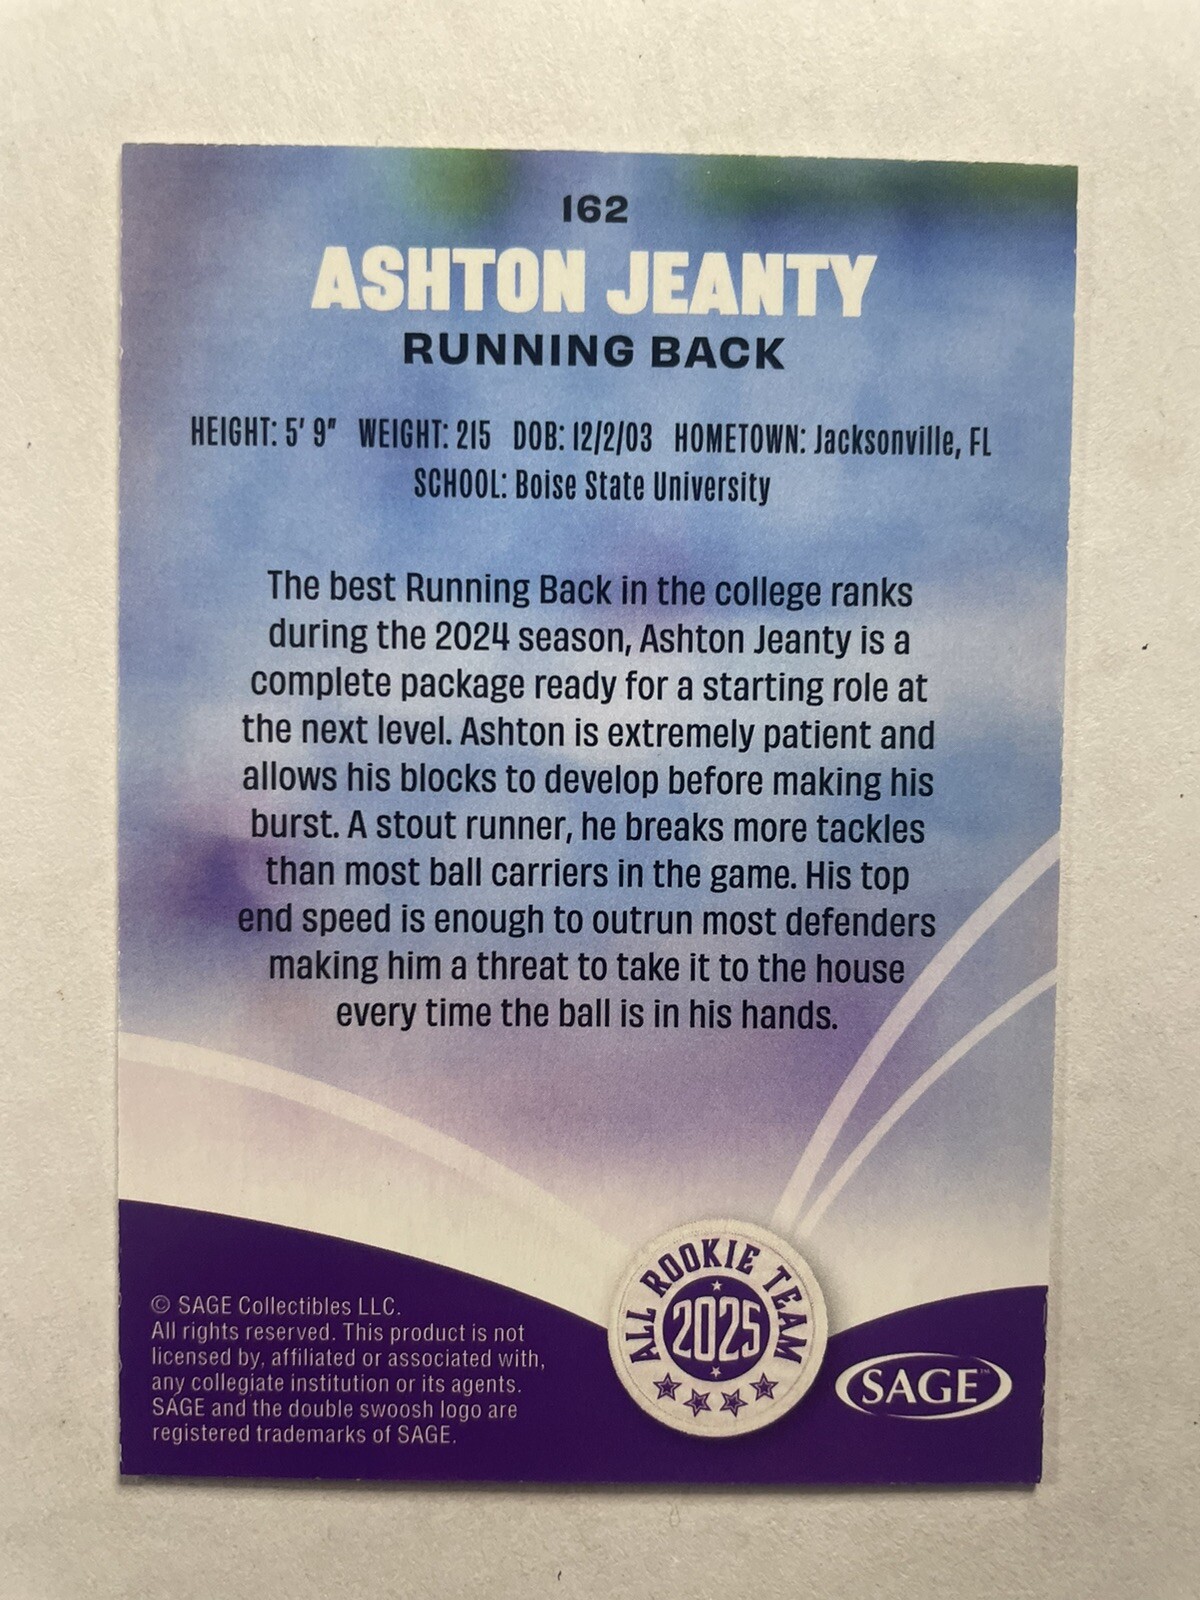 162
ASHTON JEANTY
RUNNING BACK
HEIGHT: 5' 9" WEIGHT: 215 DOB: 12/2/03 HOMETOWN: Jacksonville, FL
SCHOOL: Boise State University
The best Running Back in the college ranks
during the 2024 season, Ashton Jeanty is a
complete package ready for a starting role at
the next level. Ashton is extremely patient and
allows his blocks to develop before making his
burst. A stout runner, he breaks more tackles
than most ball carriers in the game. His top
end speed is enough to outrun most defenders
making him a threat to take it to the house
every time the ball is in his hands.
© SAGE Collectibles LLC.
All rights reserved. This product is not
licensed by, affiliated or associated with,
any collegiate institution or its agents.
SAGE and the double swoosh logo are
registered trademarks of SAGE.
ALL ROOKIE TEAM
2025
SAGE™